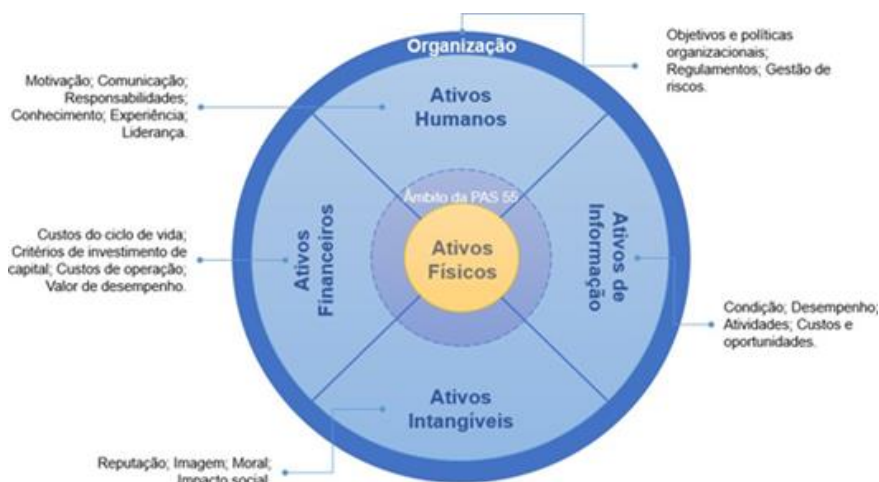 Organização
Objetivos e políticas
organizacionais;
Regulamentos; Gestão de
riscos.
Motivação; Comunicação;
Responsabilidades;
Conhecimento; Experiência;
Liderança.
Ativos
Humanos
Âmbito da PAS 55
Ativos
Físicos
Custos do ciclo de vida;
Critérios de investimento de
capital; Custos de operação;
Valor de desempenho.
Ativos
Financeiros
Ativos de
Informação
Condição; Desempenho;
Atividades; Custos e
oportunidades.
Ativos
Intangíveis
Reputação; Imagem; Moral;
Impacto social